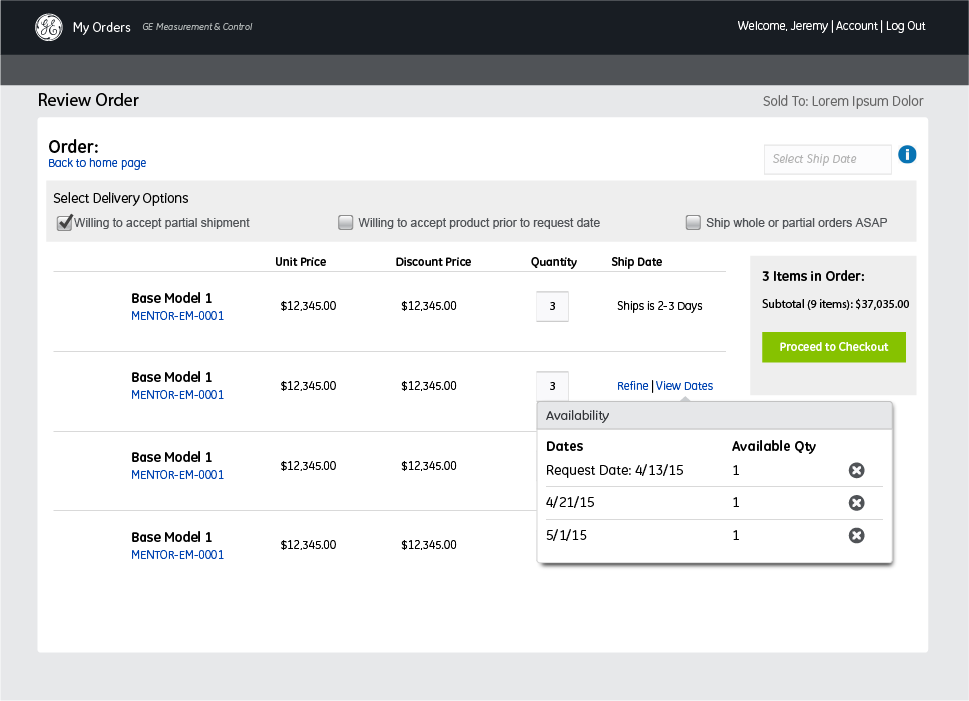 GE My Orders GE Measurement & Control Welcome, Jeremy | Account | Log Out
Review Order Sold To: Lorem Ipsum Dolor
Order:
Back to home page
Select Ship Date i
Select Delivery Options
Willing to accept partial shipment Willing to accept product prior to request date Ship whole or partial orders ASAP
Unit Price Discount Price Quantity Ship Date
3 Items in Order:
Subtotal (9 items): $37,035.00
Proceed to Checkout
Base Model 1
MENTOR-EM-0001
$12,345.00 $12,345.00 3 Ships is 2-3 Days
Base Model 1
MENTOR-EM-0001
$12,345.00 $12,345.00 3 Refine | View Dates
Availability
Dates Available Qty
Request Date: 4/13/15 1
4/21/15 1
5/1/15 1
Base Model 1
MENTOR-EM-0001
$12,345.00 $12,345.00
Base Model 1
MENTOR-EM-0001
$12,345.00 $12,345.00